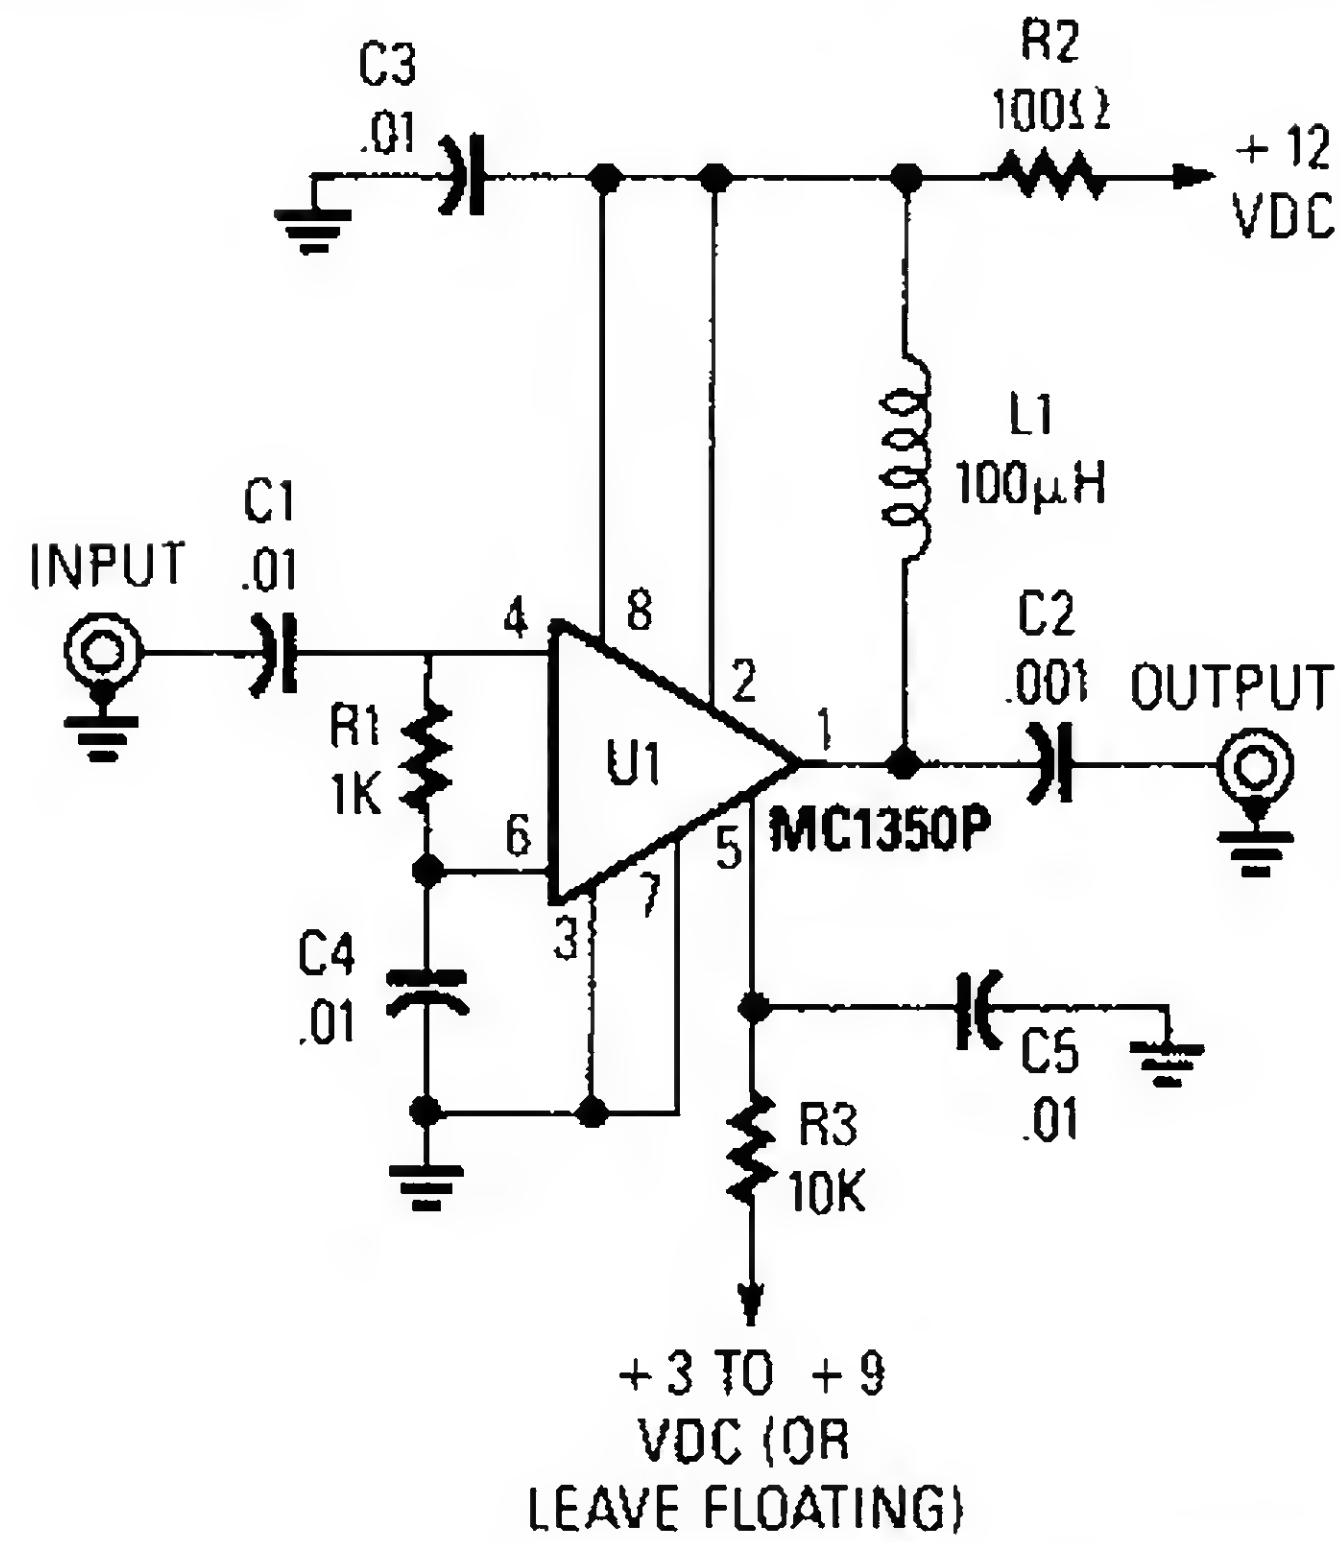 C3
.01
R2
100Ω
+12
VDC
L1
100μH
C1
.01
INPUT
4
8
2
1
C2
.001
OUTPUT
R1
1K
U1
MC1350P
6
5
7
3
C4
.01
C5
.01
R3
10K
+3 TO +9
VDC (OR
LEAVE FLOATING)